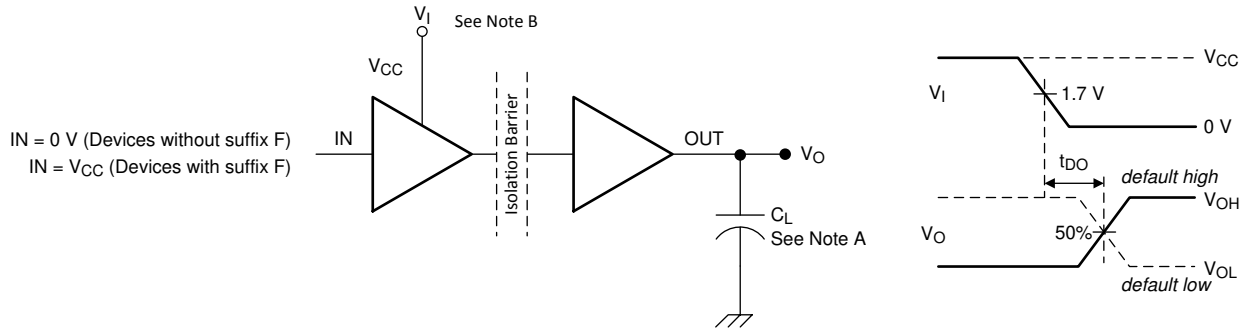 V_I
See Note B
V_CC
IN = 0 V (Devices without suffix F)
IN = V_CC (Devices with suffix F)
IN
Isolation Barrier
OUT
V_O
C_L
See Note A
V_CC
V_I
1.7 V
0 V
t_DO
default high
V_OH
V_O
50%
V_OL
default low